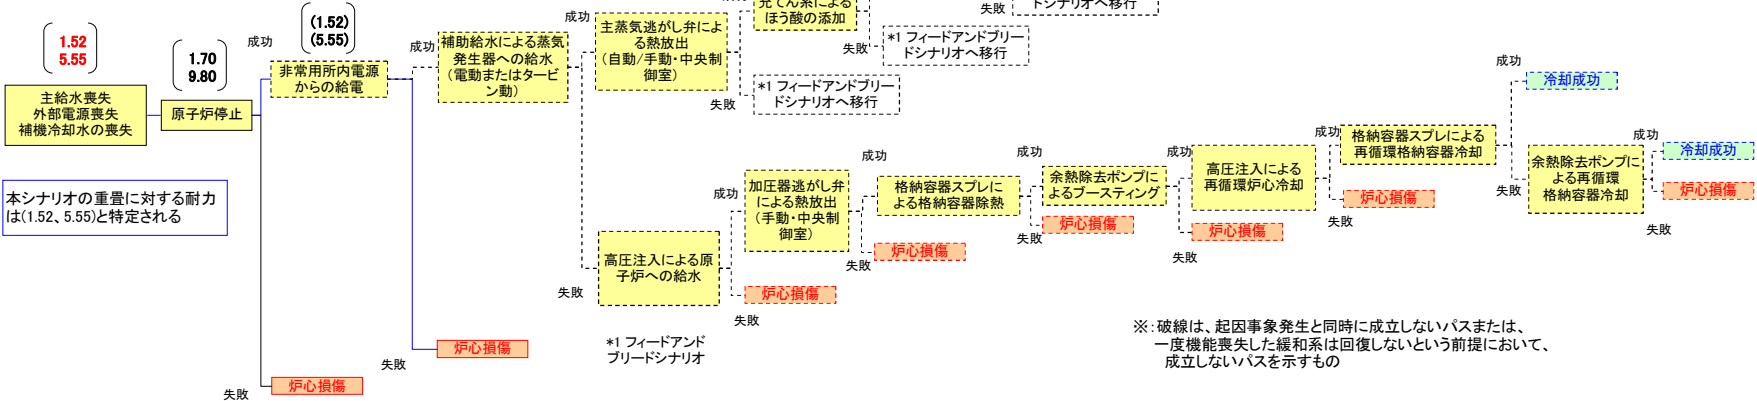 1.52
5.55
主給水喪失
外部電源喪失
補機冷却水の喪失
1.70
9.80
原子炉停止
成功
失敗
炉心損傷
(1.52)
(5.55)
非常用所内電源
からの給電
成功
失敗
炉心損傷
補助給水による蒸気
発生器への給水
(電動またはタービ
ン動)
成功
失敗
主蒸気逃がし弁によ
る熱放出
(自動/手動・中央制
御室)
失敗
*1 フィードアンドブリー
ドシナリオへ移行
充てん系による
ほう酸の添加
失敗
*1 フィードアンドブリー
ドシナリオへ移行
失敗
ドシナリオへ移行
高圧注入による原
子炉への給水
*1 フィードアンド
ブリードシナリオ
成功
失敗
炉心損傷
加圧器逃がし弁
による熱放出
(手動・中央制
御室)
成功
失敗
炉心損傷
格納容器スプレに
よる格納容器除熱
成功
失敗
炉心損傷
余熱除去ポンプに
よるブースティング
成功
失敗
炉心損傷
高圧注入による
再循環炉心冷却
成功
失敗
炉心損傷
格納容器スプレによる
再循環格納容器冷却
成功
冷却成功
失敗
余熱除去ポンプに
よる再循環
格納容器冷却
成功
冷却成功
失敗
炉心損傷
本シナリオの重畳に対する耐力
は(1.52、5.55)と特定される
※:破線は、起因事象発生と同時に成立しないパスまたは、
一度機能喪失した緩和系は回復しないという前提において、
成立しないパスを示すもの